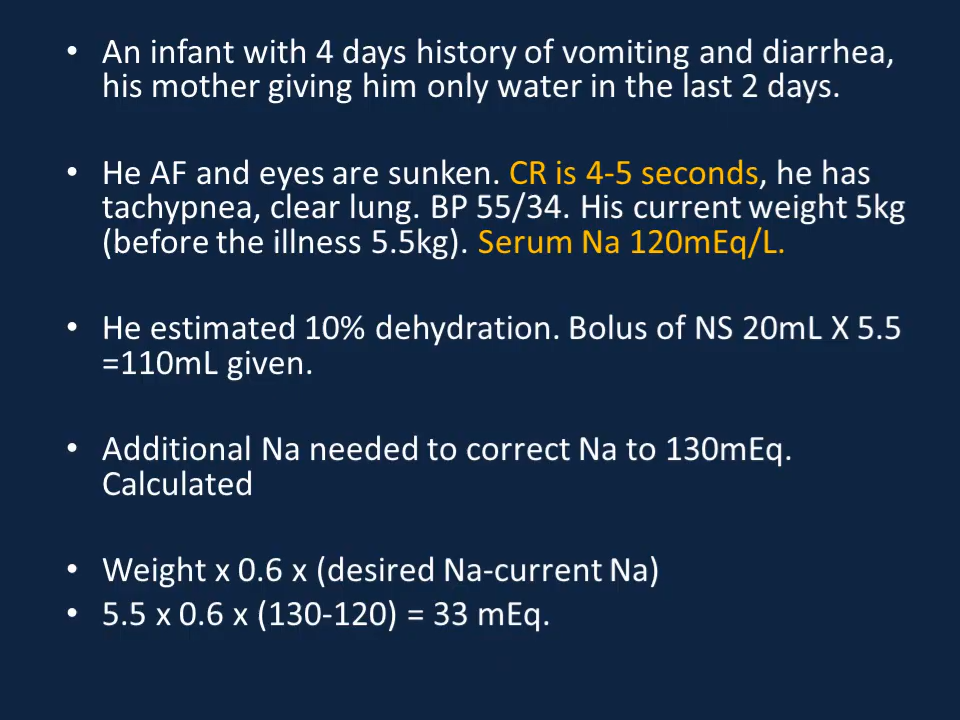 • An infant with 4 days history of vomiting and diarrhea,
his mother giving him only water in the last 2 days.
• He AF and eyes are sunken. CR is 4-5 seconds, he has
tachypnea, clear lung. BP 55/34. His current weight 5kg
(before the illness 5.5kg). Serum Na 120mEq/L.
• He estimated 10% dehydration. Bolus of NS 20mL X 5.5
=110mL given.
• Additional Na needed to correct Na to 130mEq.
Calculated
• Weight x 0.6 x (desired Na-current Na)
• 5.5 x 0.6 x (130-120) = 33 mEq.